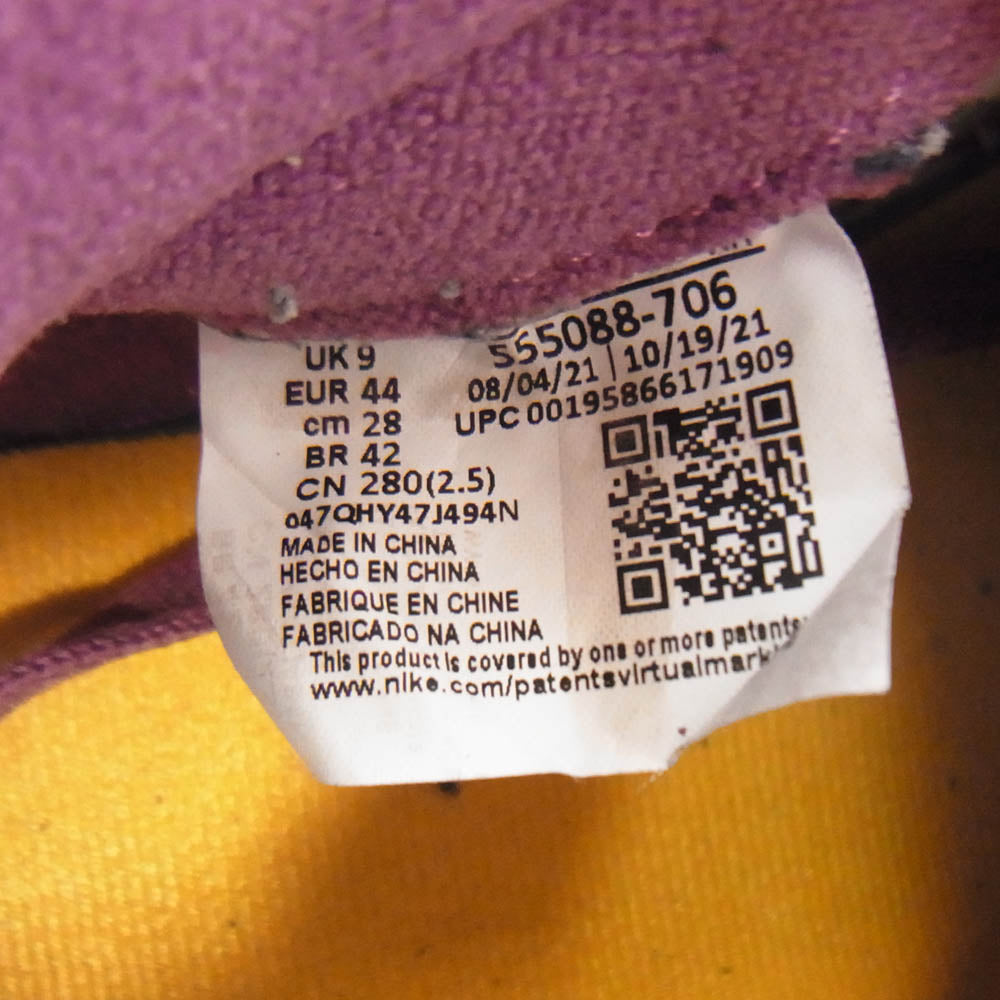 UK 9
EUR 44
cm 28
BR 42
CN 280(2.5)
o47QHY47J494N
MADE IN CHINA
HECHO EN CHINA
FABRIQUE EN CHINE
FABRICADO NA CHINA
555088-706
08/04/21 | 10/19/21
UPC 00195866171909
This product is covered by one or more patents
www.nike.com/patentsvirtualmark